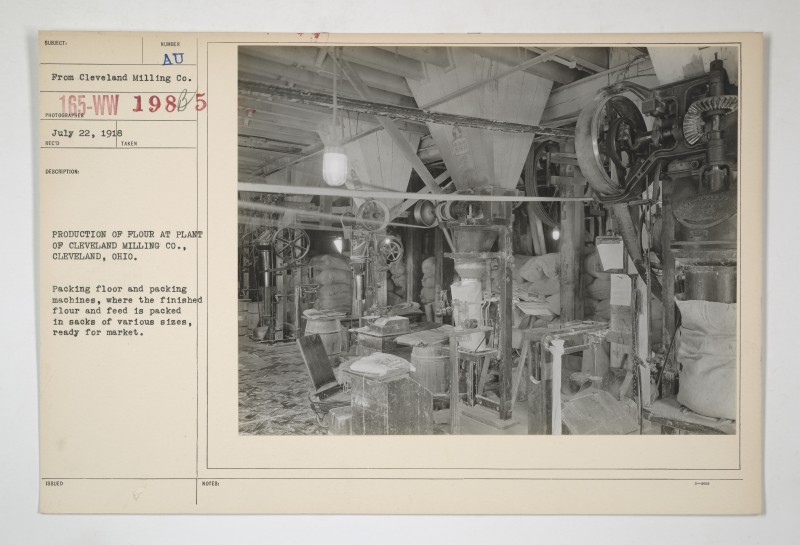 SUBJECT:
NUMBER
AU
From Cleveland Milling Co.
165-WW 198B5
PHOTOGRAPHER
July 22, 1918
REC'D
TAKEN
DESCRIPTION:
PRODUCTION OF FLOUR AT PLANT
OF CLEVELAND MILLING CO.,
CLEVELAND, OHIO.
Packing floor and packing
machines, where the finished
flour and feed is packed
in sacks of various sizes,
ready for market.
ISSUED
NOTES: